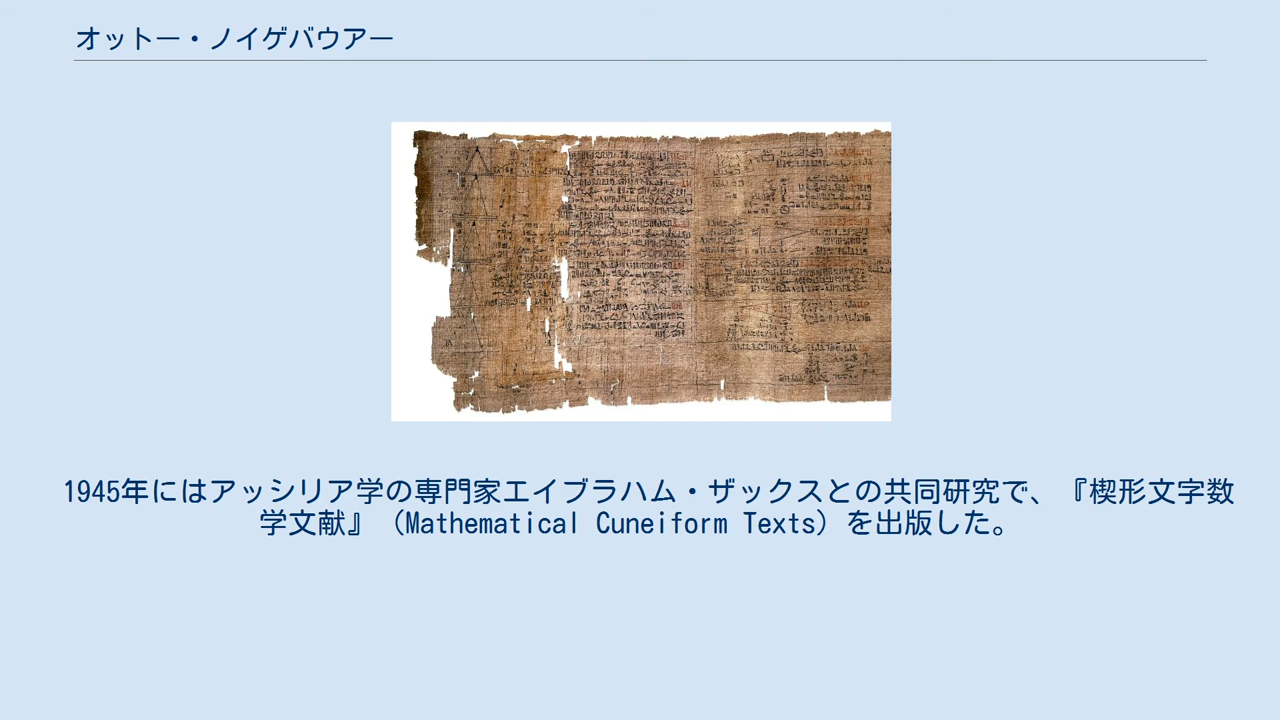 オットー・ノイゲバウアー
1945年にはアッシリア学の専門家エイブラハム・ザックスとの共同研究で、『楔形文字数
学文献』（Mathematical Cuneiform Texts）を出版した。